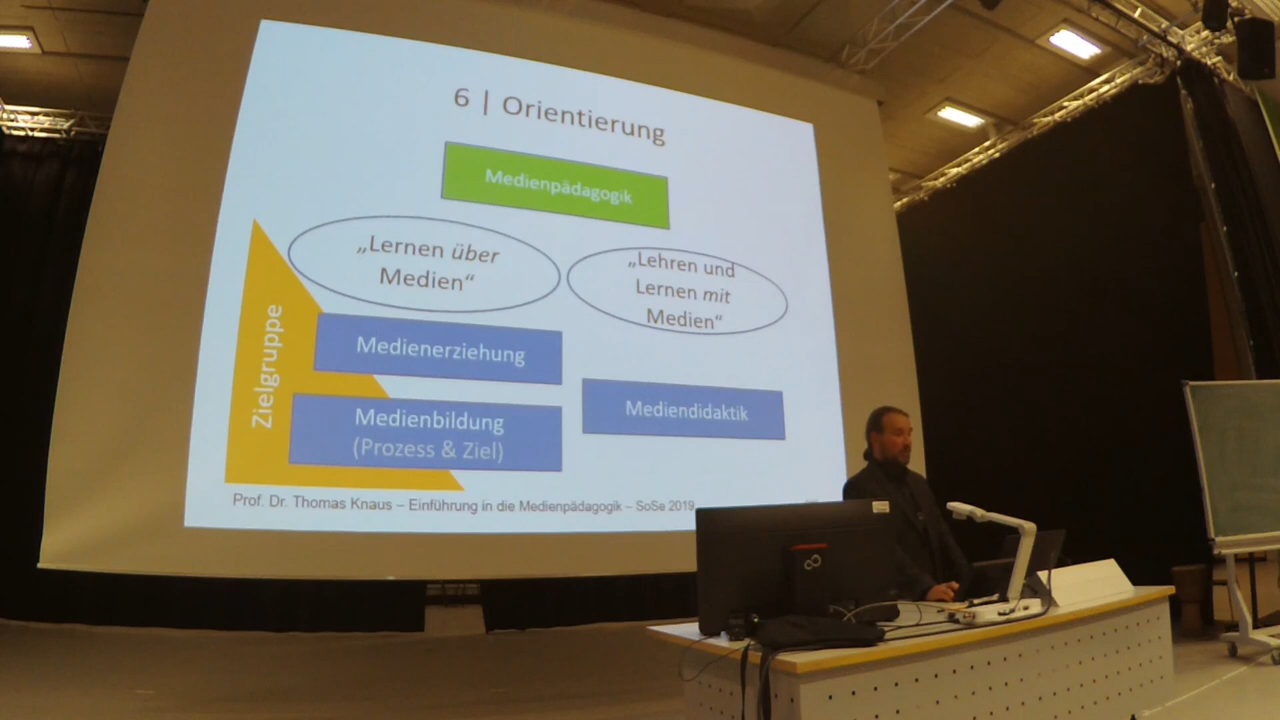 6 | Orientierung
Medienpädagogik
„Lernen über
Medien“
„Lehren und
Lernen mit
Medien“
Zielgruppe
Medienerziehung
Medienbildung
(Prozess & Ziel)
Mediendidaktik
Prof. Dr. Thomas Knaus – Einführung in die Medienpädagogik – SoSe 2019